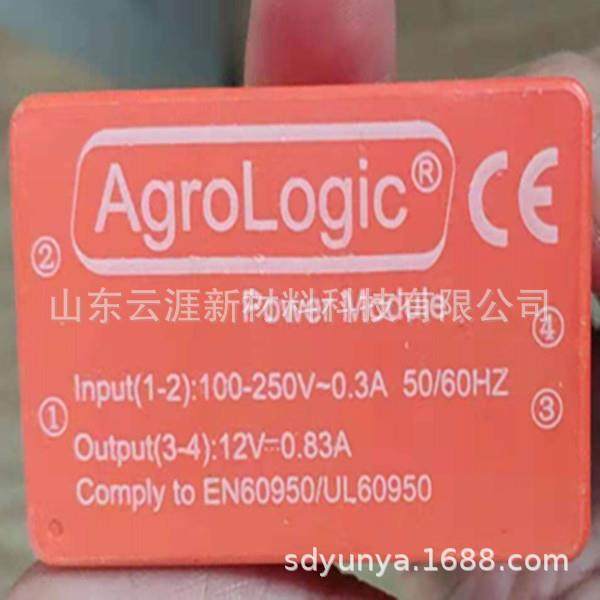 AgroLogic® CE
②
Power Module
山东云涯新材料科技有限公司
④
Input(1-2):100-250V~0.3A 50/60HZ
① ③
Output(3-4):12V⎓0.83A
Comply to EN60950/UL60950
sdyunya.1688.com